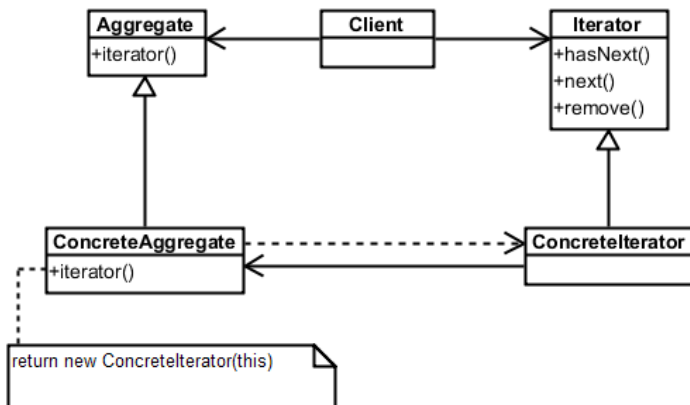 Aggregate
+iterator()
Client
Iterator
+hasNext()
+next()
+remove()
ConcreteAggregate
+iterator()
ConcreteIterator
return new ConcreteIterator(this)